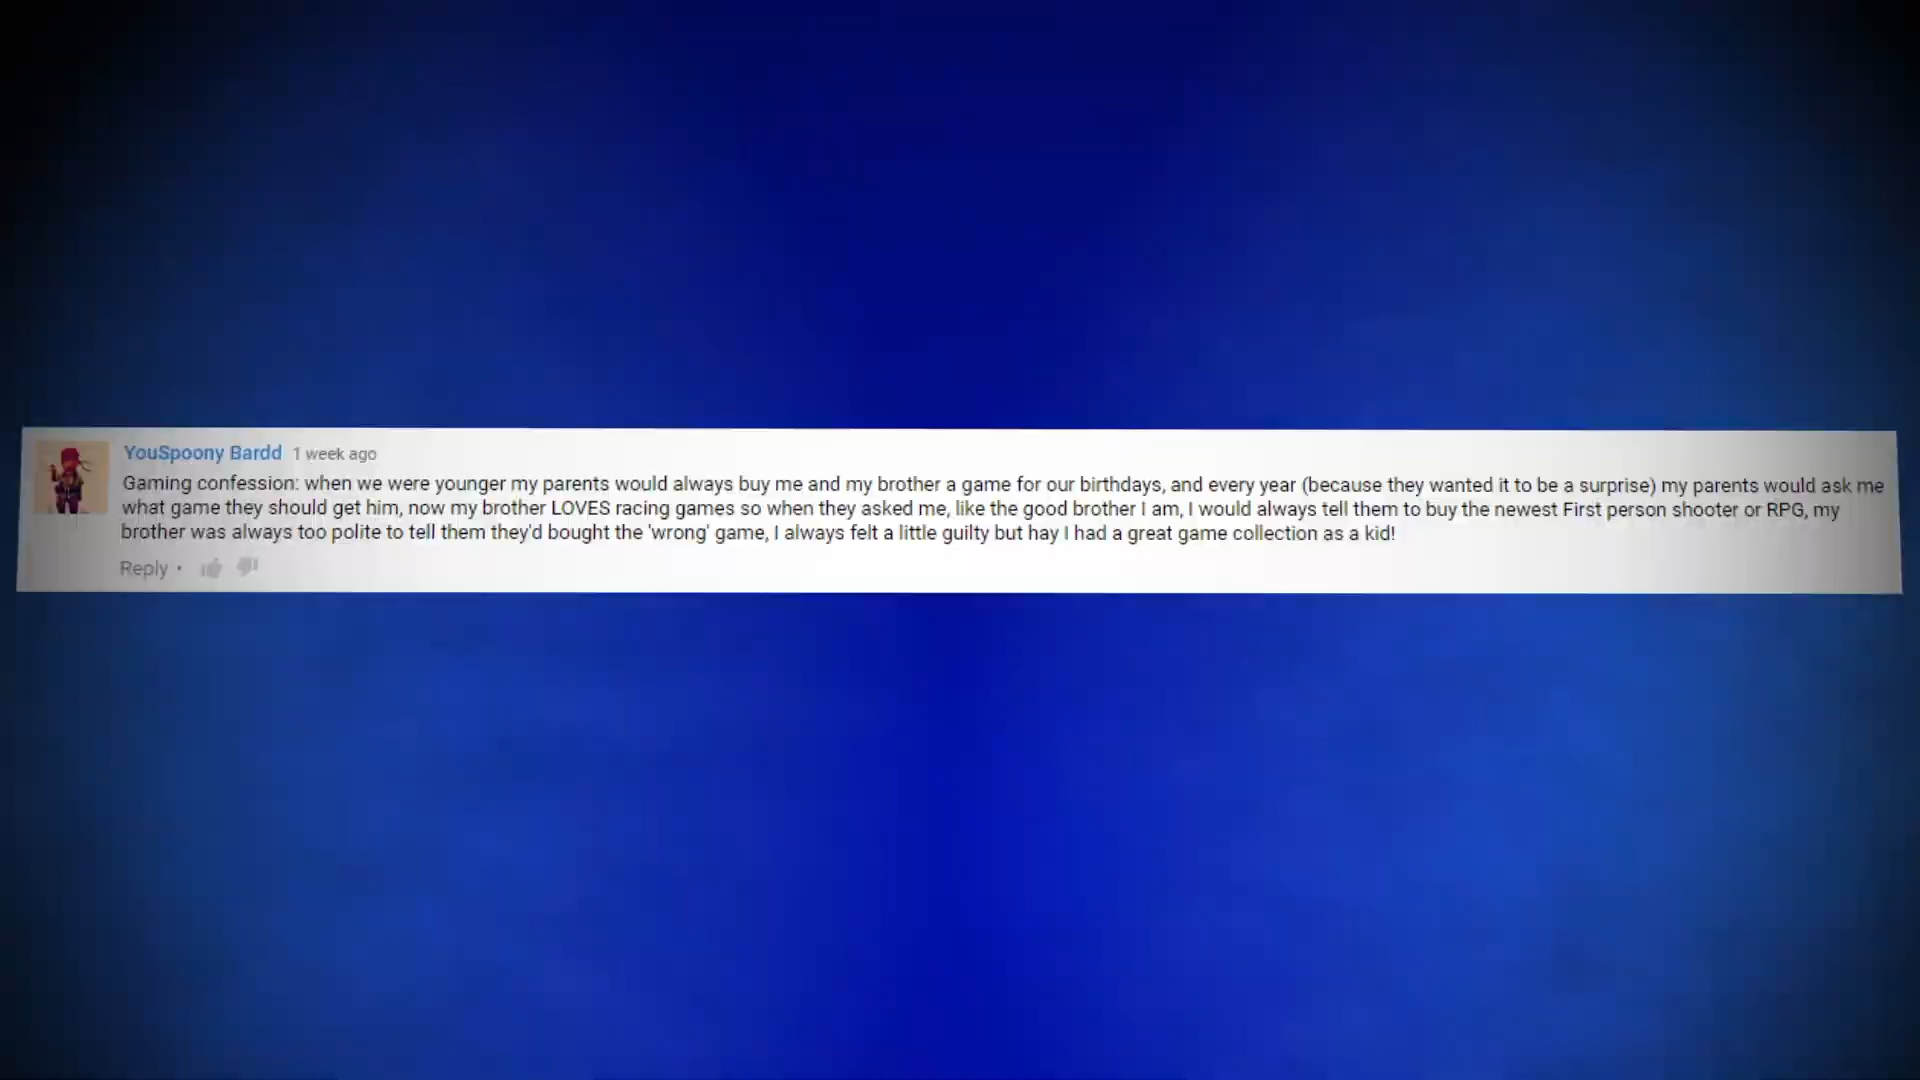 YouSpoony Bardd 1 week ago
Gaming confession: when we were younger my parents would always buy me and my brother a game for our birthdays, and every year (because they wanted it to be a surprise) my parents would ask me
what game they should get him, now my brother LOVES racing games so when they asked me, like the good brother I am, I would always tell them to buy the newest First person shooter or RPG, my
brother was always too polite to tell them they'd bought the 'wrong' game, I always felt a little guilty but hay I had a great game collection as a kid!
Reply •